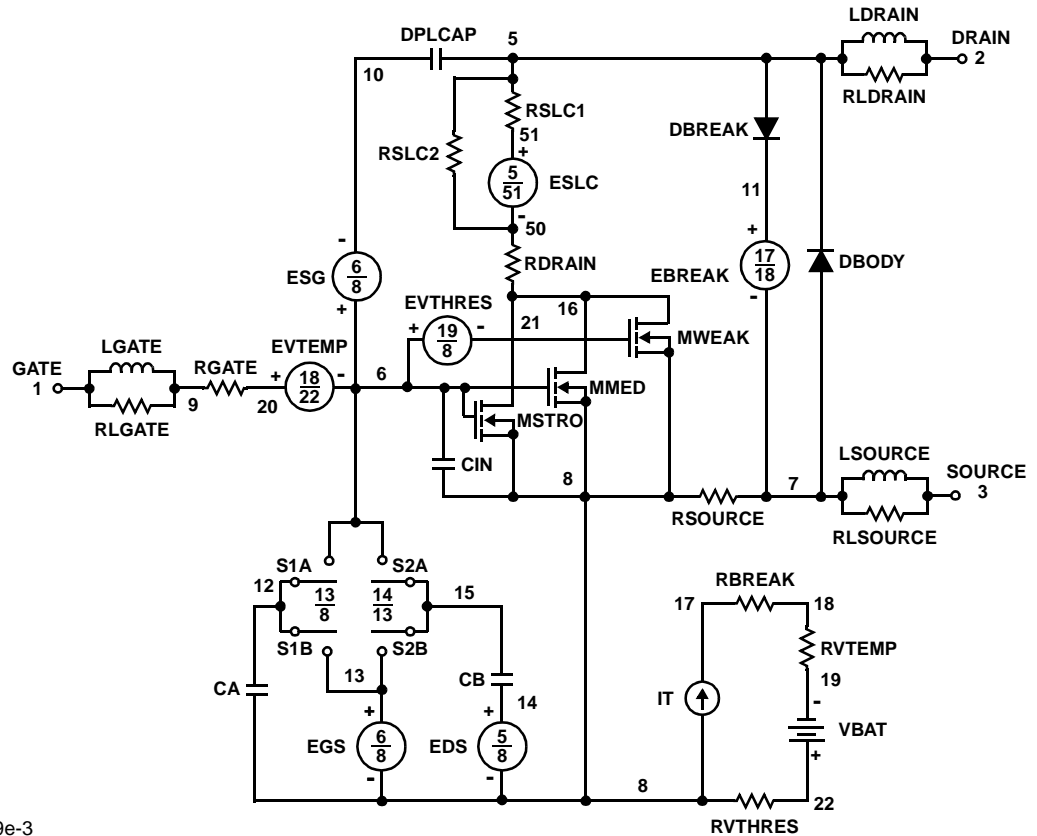 LDRAIN
DPLCAP 5 DRAIN
10 2
RSLC1 RLDRAIN
51 DBREAK
+
RSLC2
5
51
ESLC 11
-
50
- +
RDRAIN
6
8
ESG EBREAK 17
18
DBODY
+ EVTHRES 16 -
+ 19
8
- 21
MWEAK
LGATE EVTEMP
GATE RGATE + 18
22
- 6
1 MMED
9 20
RLGATE MSTRO
CIN LSOURCE
8 7 SOURCE
3
RSOURCE
RLSOURCE
S1A S2A
12 13
8
14
13
15 RBREAK
17 18
S1B S2B
RVTEMP
13 CB 19
CA 14 IT -
+ +
VBAT
EGS 6
8
EDS 5
8
+
- - 8
22
RVTHRES
9e-3